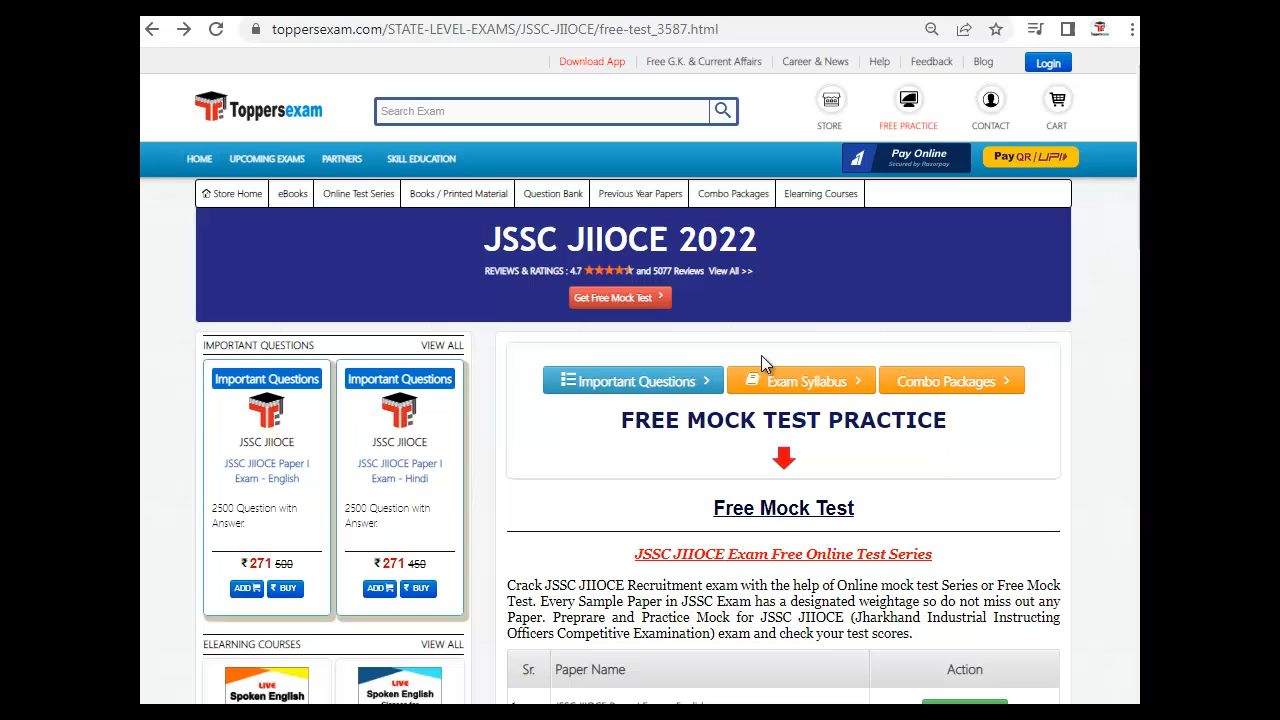 toppersexam.com/STATE-LEVEL-EXAMS/JSSC-JIIOCE/free-test_3587.html
Download App Free G.K. & Current Affairs Career & News Help Feedback Blog Login
Toppersexam
Search Exam
STORE FREE PRACTICE CONTACT CART
HOME UPCOMING EXAMS PARTNERS SKILL EDUCATION
Pay Online
Secured by Razorpay
Pay QR / UPI
Store Home eBooks Online Test Series Books / Printed Material Question Bank Previous Year Papers Combo Packages Elearning Courses
JSSC JIIOCE 2022
REVIEWS & RATINGS : 4.7 and 5077 Reviews View All >>
Get Free Mock Test
IMPORTANT QUESTIONS VIEW ALL
Important Questions
JSSC JIIOCE
JSSC JIIOCE Paper I
Exam - English
2500 Question with
Answer.
₹ 271 500
ADD ₹ BUY
Important Questions
JSSC JIIOCE
JSSC JIIOCE Paper I
Exam - Hindi
2500 Question with
Answer.
₹ 271 450
ADD ₹ BUY
ELEARNING COURSES VIEW ALL
LIVE
Spoken English
LIVE
Spoken English
Important Questions Exam Syllabus Combo Packages
FREE MOCK TEST PRACTICE
Free Mock Test
JSSC JIIOCE Exam Free Online Test Series
Crack JSSC JIIOCE Recruitment exam with the help of Online mock test Series or Free Mock
Test. Every Sample Paper in JSSC Exam has a designated weightage so do not miss out any
Paper. Preprare and Practice Mock for JSSC JIIOCE (Jharkhand Industrial Instructing
Officers Competitive Examination) exam and check your test scores.
Sr. Paper Name Action